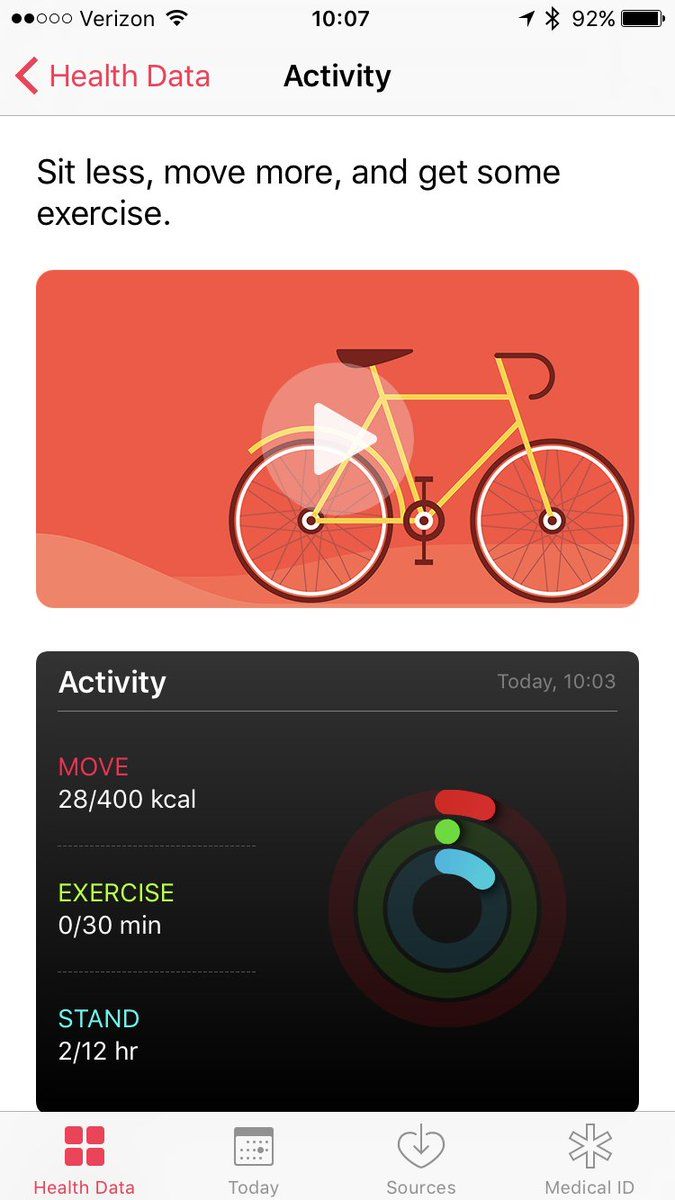 Verizon 10:07 92%
Health Data Activity
Sit less, move more, and get some
exercise.
Activity Today, 10:03
MOVE
28/400 kcal
EXERCISE
0/30 min
STAND
2/12 hr
Health Data Today Sources Medical ID